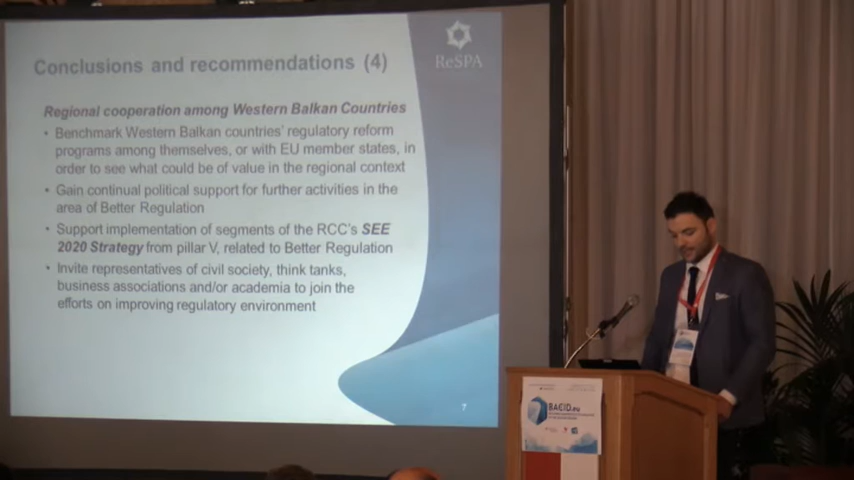 ReSPA
Conclusions and recommendations (4)
Regional cooperation among Western Balkan Countries
• Benchmark Western Balkan countries' regulatory reform
programs among themselves, or with EU member states, in
order to see what could be of value in the regional context
• Gain continual political support for further activities in the
area of Better Regulation
• Support implementation of segments of the RCC's SEE
2020 Strategy from pillar V, related to Better Regulation
• Invite representatives of civil society, think tanks,
business associations and/or academia to join the
efforts on improving regulatory environment
7
BACID.eu